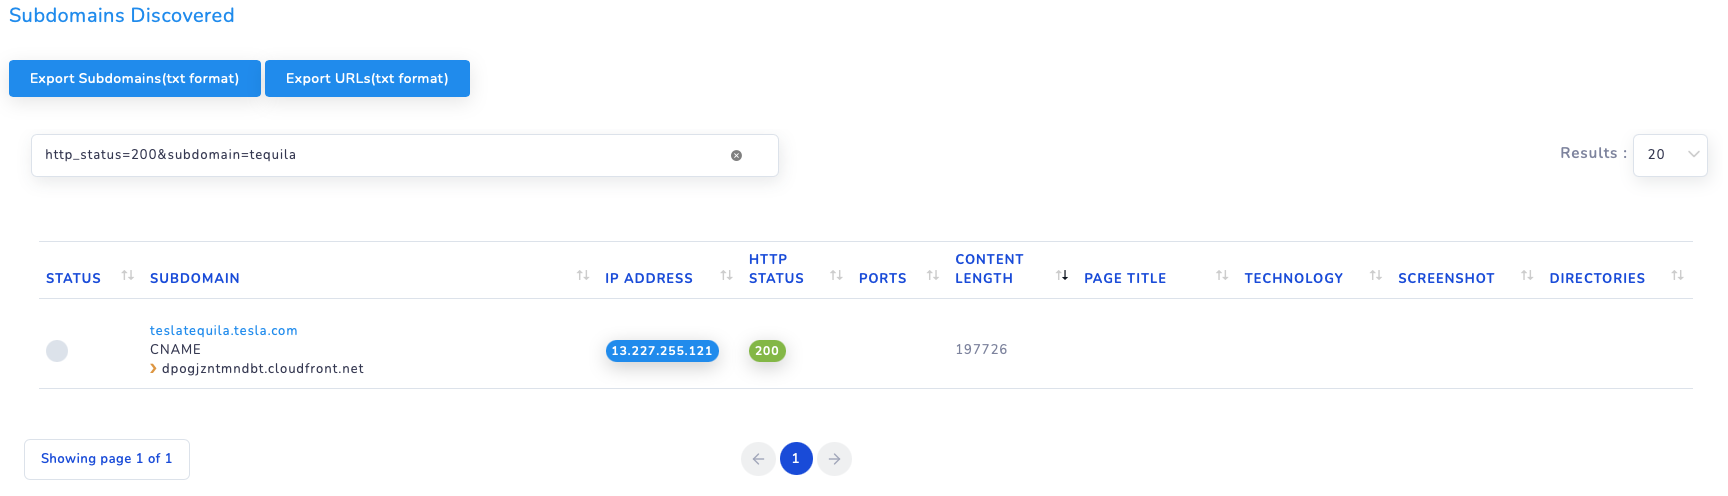 Subdomains Discovered
Export Subdomains(txt format) Export URLs(txt format)
http_status=200&subdomain=tequila
Results : 20
STATUS SUBDOMAIN IP ADDRESS HTTP STATUS PORTS CONTENT LENGTH PAGE TITLE TECHNOLOGY SCREENSHOT DIRECTORIES
teslatequila.tesla.com
CNAME
dpogjzntmndbt.cloudfront.net
13.227.255.121 200 197726
Showing page 1 of 1
1